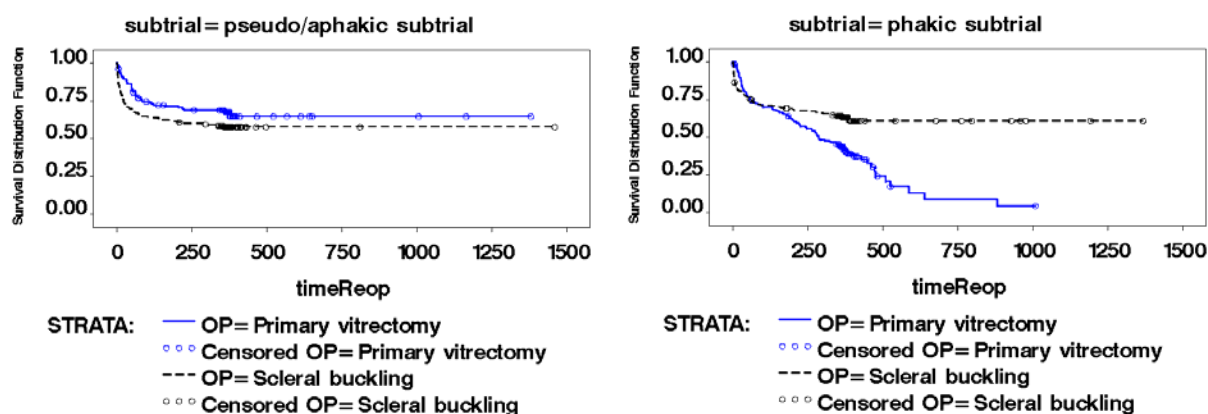 subtrial= pseudo/aphakic subtrial
Survival Distribution Function
1.00
0.75
0.50
0.25
0.00
0 250 500 750 1000 1250 1500
timeReop
STRATA: OP= Primary vitrectomy
Censored OP= Primary vitrectomy
OP= Scleral buckling
Censored OP= Scleral buckling
subtrial= phakic subtrial
Survival Distribution Function
1.00
0.75
0.50
0.25
0.00
0 250 500 750 1000 1250 1500
timeReop
STRATA: OP= Primary vitrectomy
Censored OP= Primary vitrectomy
OP= Scleral buckling
Censored OP= Scleral buckling